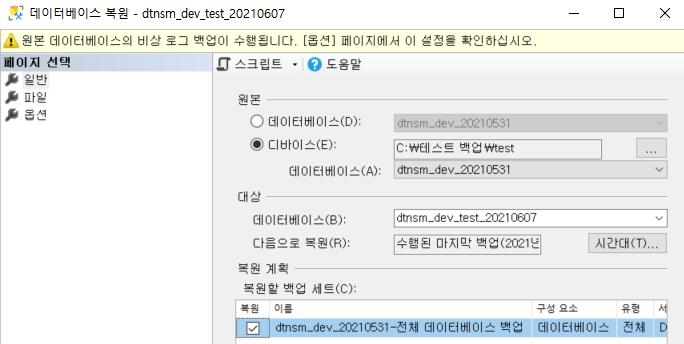 데이터베이스 복원 - dtnsm_dev_test_20210607
원본 데이터베이스의 비상 로그 백업이 수행됩니다. [옵션] 페이지에서 이 설정을 확인하십시오.
페이지 선택
일반
파일
옵션
스크립트 도움말
원본
데이터베이스(D): dtnsm_dev_20210531
디바이스(E): C:₩테스트 백업₩test ...
데이터베이스(A): dtnsm_dev_20210531
대상
데이터베이스(B): dtnsm_dev_test_20210607
다음으로 복원(R): 수행된 마지막 백업(2021년 시간대(T)...
복원 계획
복원할 백업 세트(C):
복원 이름 구성 요소 유형 서
dtnsm_dev_20210531-전체 데이터베이스 백업 데이터베이스 전체 D